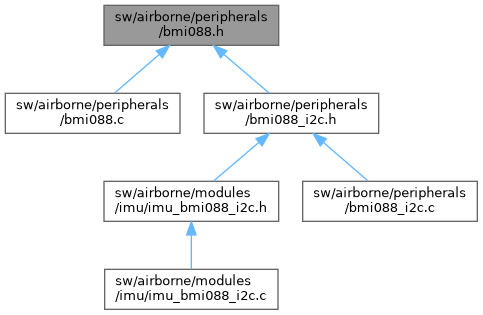 sw/airborne/peripherals
/bmi088.h
sw/airborne/peripherals
/bmi088.c
sw/airborne/peripherals
/bmi088_i2c.h
sw/airborne/modules
/imu/imu_bmi088_i2c.h
sw/airborne/peripherals
/bmi088_i2c.c
sw/airborne/modules
/imu/imu_bmi088_i2c.c